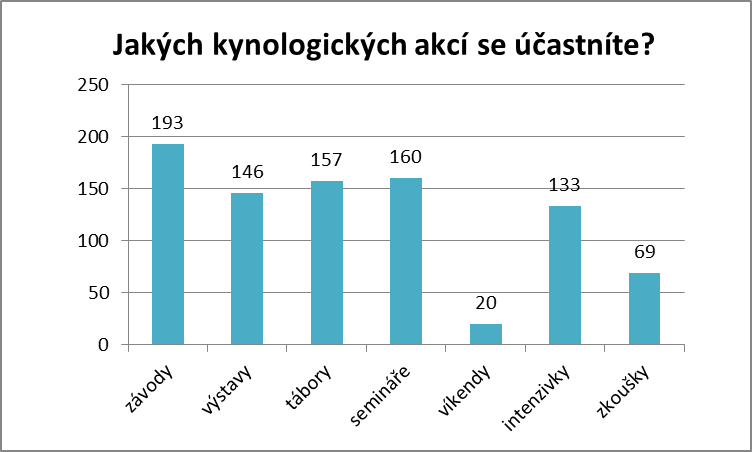 Jakých kynologických akcí se účastníte?
250
200
150
100
50
0
193
146
157
160
20
133
69
závody
výstavy
tábory
semináře
víkendy
intenzivky
zkoušky